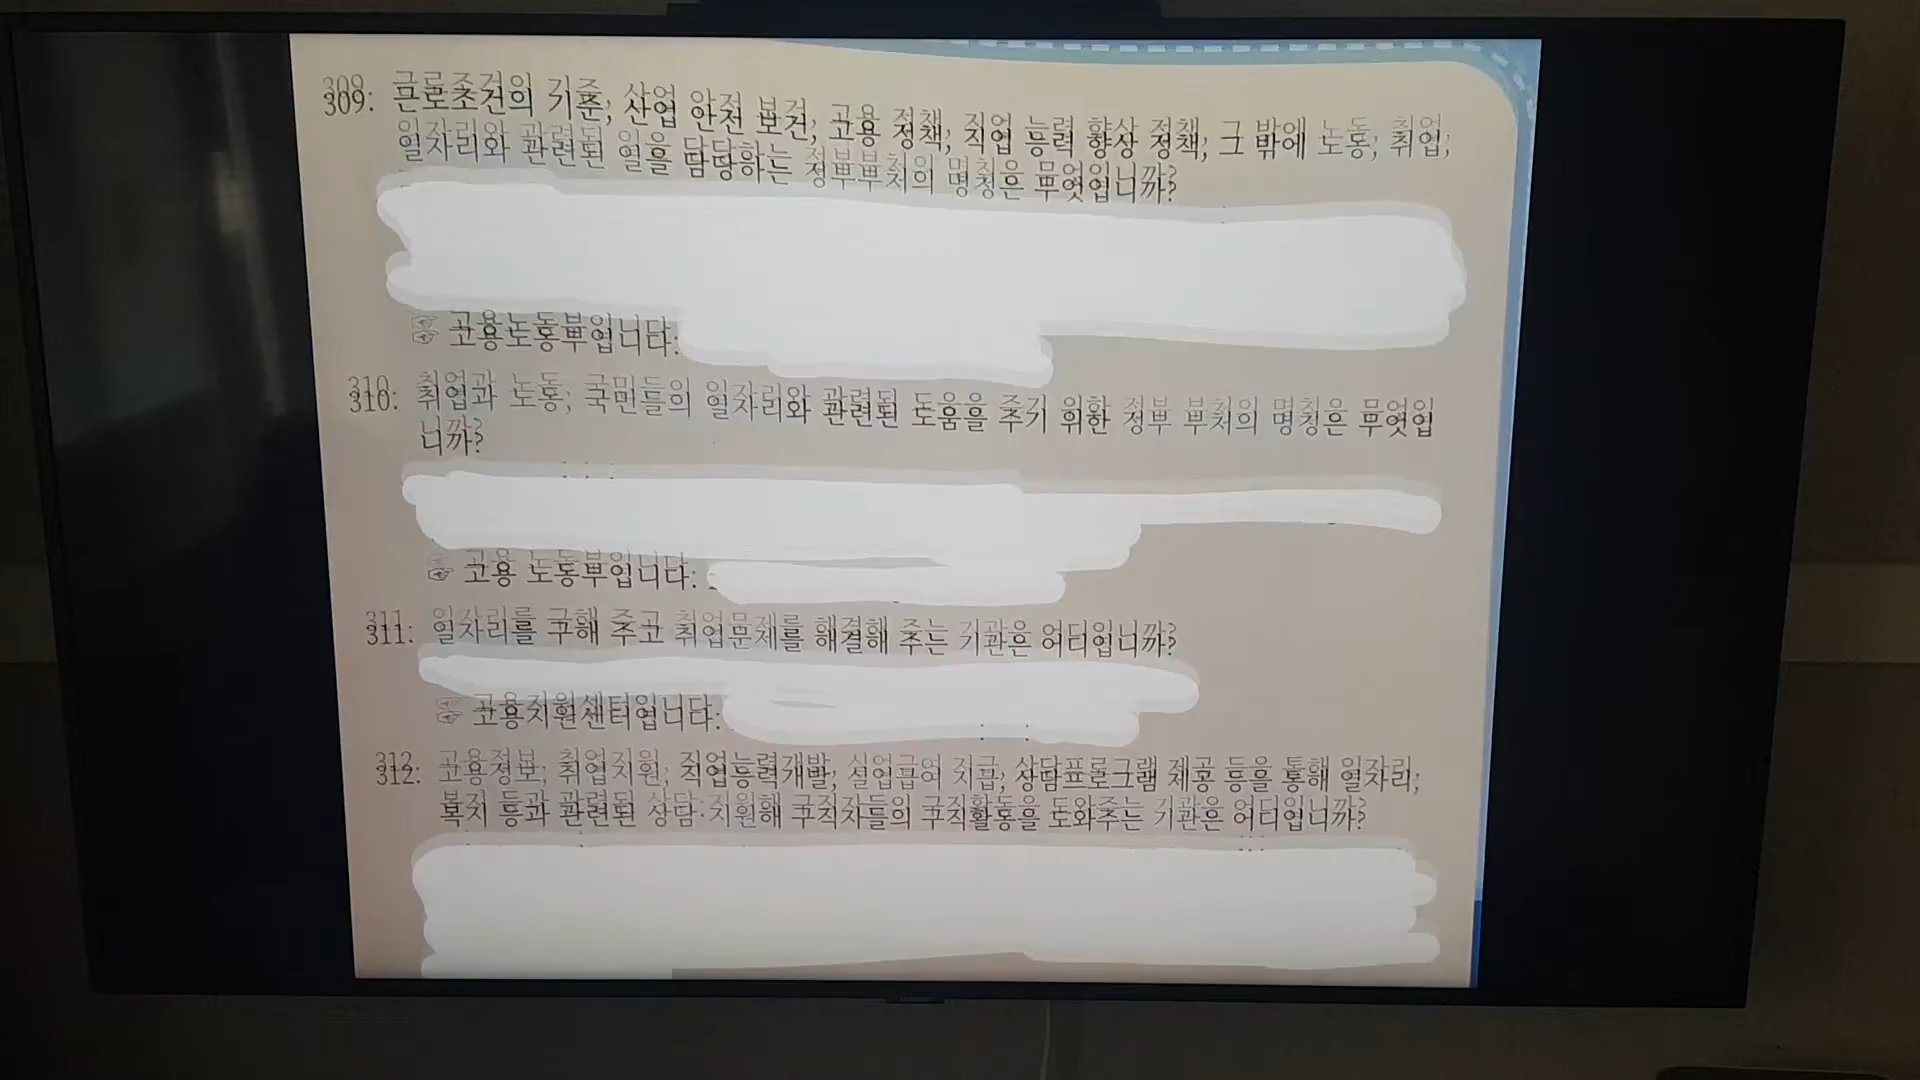 309. 근로조건의 기준, 산업 안전 보건, 고용 정책, 직업 능력 향상 정책, 그 밖에 노동, 취업,
일자리와 관련된 일을 담당하는 정부부처의 명칭은 무엇입니까?
☞ 고용노동부입니다.
310. 취업과 노동, 국민들의 일자리와 관련된 도움을 주기 위한 정부 부처의 명칭은 무엇입
니까?
☞ 고용 노동부입니다.
311. 일자리를 구해 주고 취업문제를 해결해 주는 기관은 어디입니까?
☞ 고용지원센터입니다.
312. 고용정보, 취업지원, 직업능력개발, 실업급여 지급, 상담프로그램 제공 등을 통해 일자리,
복지 등과 관련된 상담·지원해 구직자들의 구직활동을 도와주는 기관은 어디입니까?